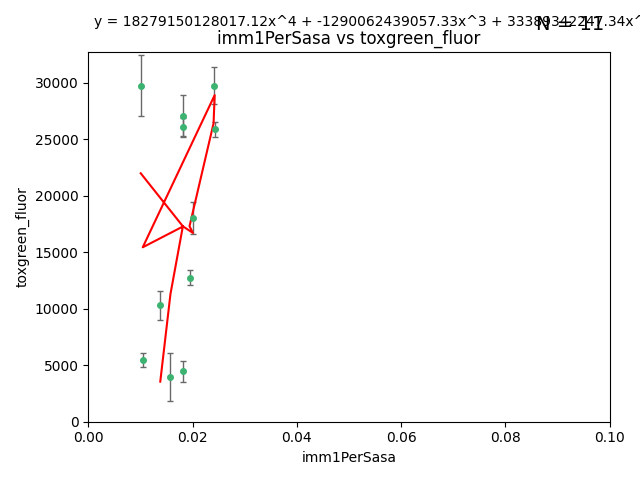 y = 18279150128017.12x^4 + -1290062439057.33x^3 + 33389342247.34x^
N = 11
imm1PerSasa vs toxgreen_fluor
toxgreen_fluor
30000
25000
20000
15000
10000
5000
0
0.00 0.02 0.04 0.06 0.08 0.10
imm1PerSasa